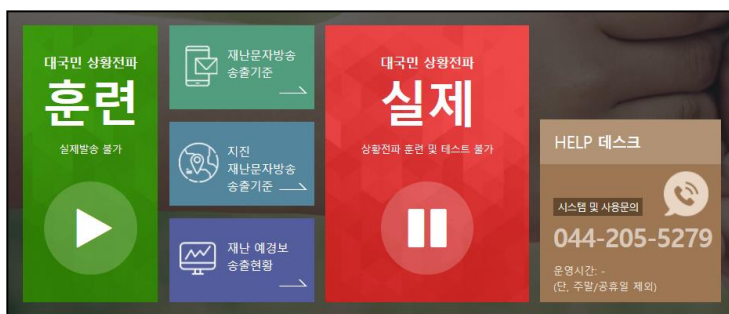 대국민 상황전파
훈련
실제발송 불가
재난문자방송
송출기준
지진
재난문자방송
송출기준
재난 예경보
송출현황
대국민 상황전파
실제
상황전파 훈련 및 테스트 불가
HELP 데스크
시스템 및 사용문의
044-205-5279
운영시간: -
(단, 주말/공휴일 제외)